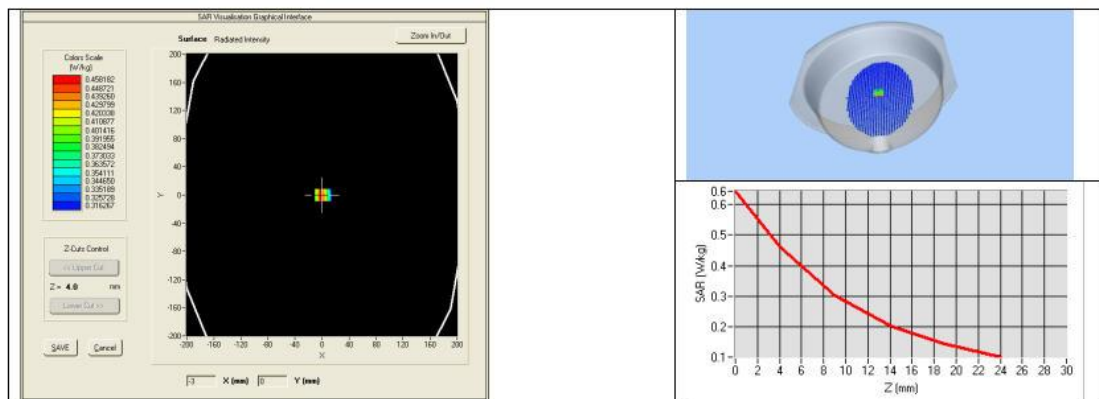 SAR Visualisation Graphical Interface
Surface Radiated Intensity
Zoom In/Out
Colors Scale
(W/kg)
0.458182
0.448721
0.439260
0.429799
0.420338
0.410877
0.401416
0.391955
0.382494
0.373033
0.363572
0.354111
0.344650
0.335189
0.325728
0.316267
Z-Cuts Control
<< Upper Cut
Z = 4.0 mm
Lower Cut >>
SAVE Cancel
200
160
120
80
40
0
-40
-80
-120
-160
-200
Y
-200 -160 -120 -80 -40 0 40 80 120 160 200
X
-3 X (mm) 0 Y (mm)
SAR (W/kg)
0.6
0.6
0.5
0.4
0.3
0.2
0.1
0 2 4 6 8 10 12 14 16 18 20 22 24 26 28 30
Z (mm)